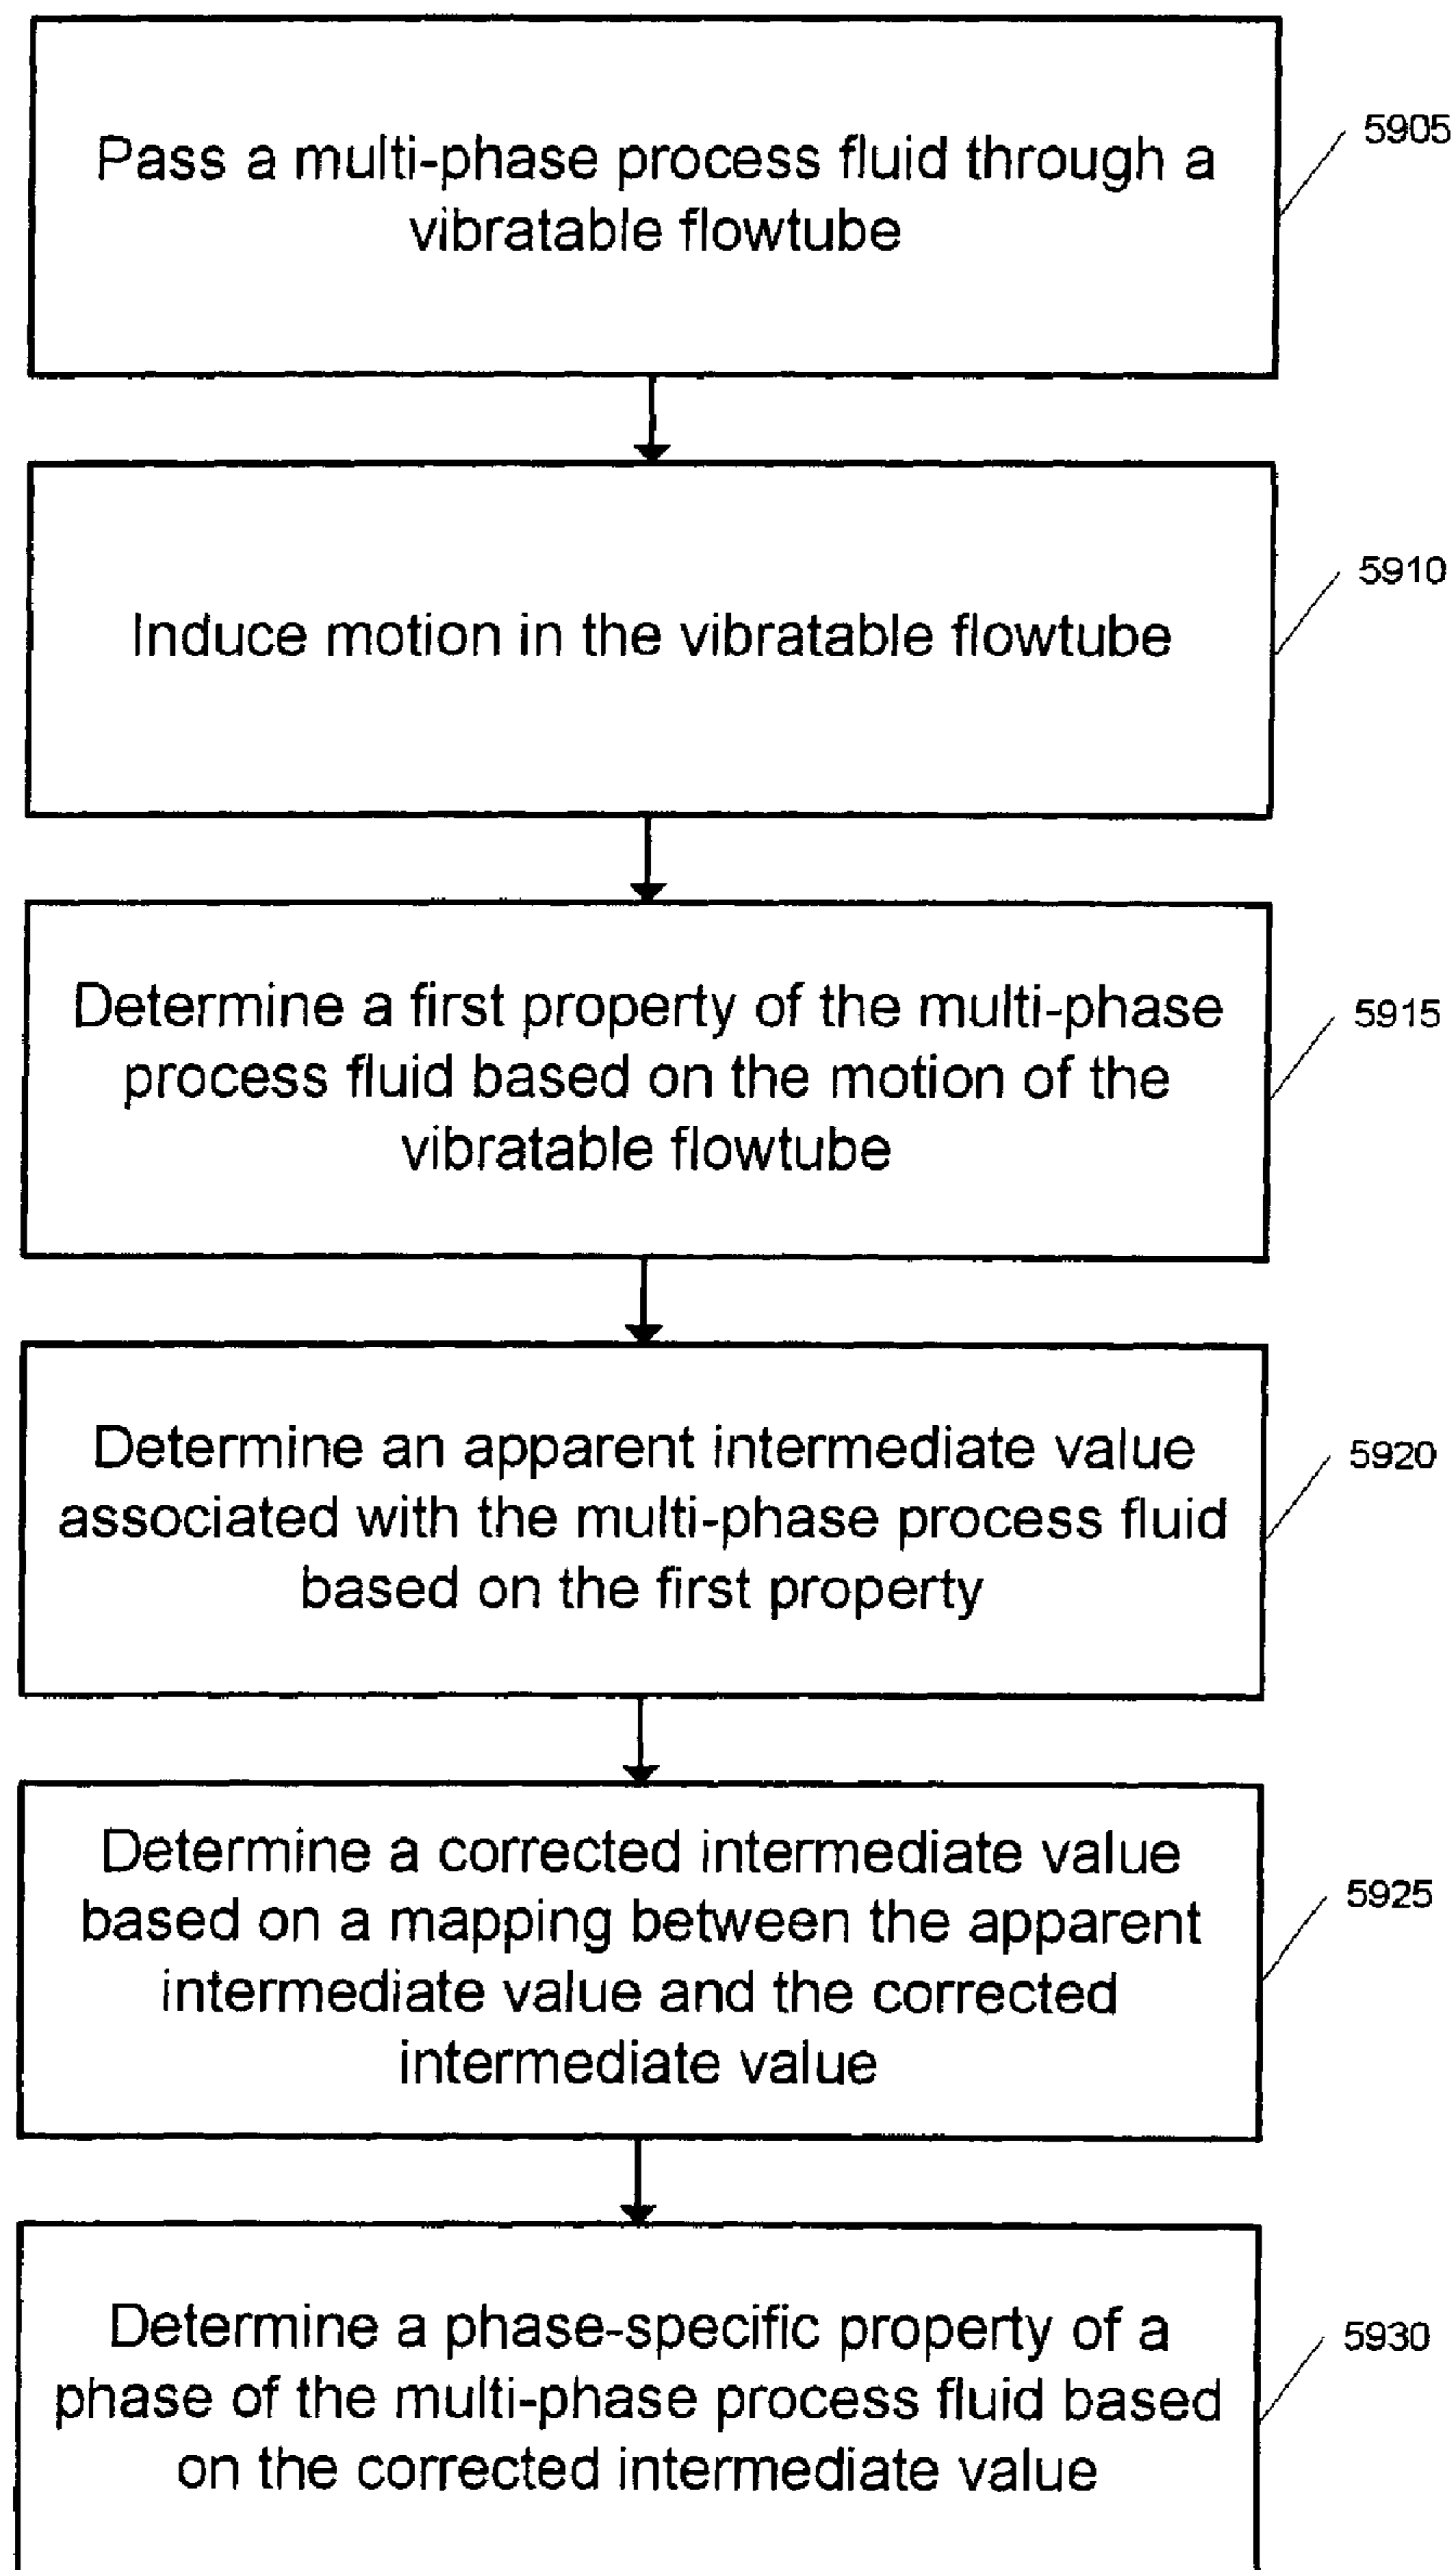 Pass a multi-phase process fluid through a
vibratable flowtube
5905
Induce motion in the vibratable flowtube
5910
Determine a first property of the multi-phase
process fluid based on the motion of the
vibratable flowtube
5915
Determine an apparent intermediate value
associated with the multi-phase process fluid
based on the first property
5920
Determine a corrected intermediate value
based on a mapping between the apparent
intermediate value and the corrected
intermediate value
5925
Determine a phase-specific property of a
phase of the multi-phase process fluid based
on the corrected intermediate value
5930